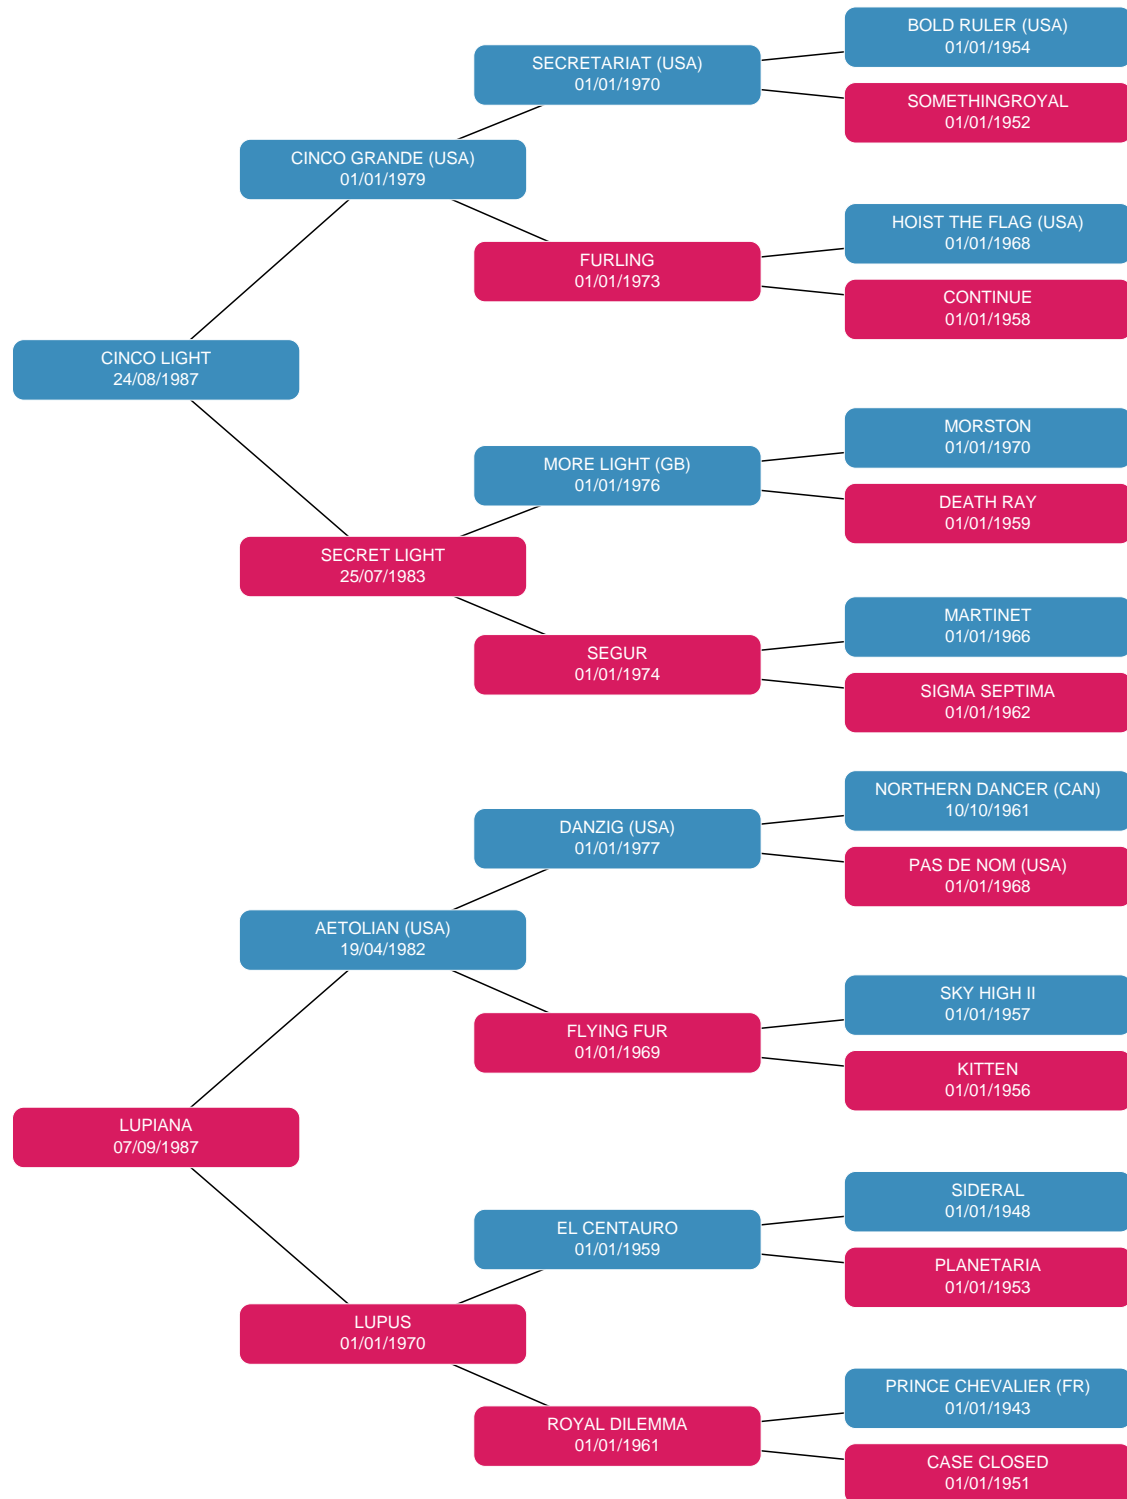 BOLD RULER (USA)
01/01/1954
SECRETARIAT (USA)
01/01/1970
SOMETHINGROYAL
01/01/1952
CINCO GRANDE (USA)
01/01/1979
HOIST THE FLAG (USA)
01/01/1968
FURLING
01/01/1973
CONTINUE
01/01/1958
CINCO LIGHT
24/08/1987
MORSTON
01/01/1970
MORE LIGHT (GB)
01/01/1976
DEATH RAY
01/01/1959
SECRET LIGHT
25/07/1983
MARTINET
01/01/1966
SEGUR
01/01/1974
SIGMA SEPTIMA
01/01/1962
NORTHERN DANCER (CAN)
10/10/1961
DANZIG (USA)
01/01/1977
PAS DE NOM (USA)
01/01/1968
AETOLIAN (USA)
19/04/1982
SKY HIGH II
01/01/1957
FLYING FUR
01/01/1969
KITTEN
01/01/1956
LUPIANA
07/09/1987
SIDERAL
01/01/1948
EL CENTAURO
01/01/1959
PLANETARIA
01/01/1953
LUPUS
01/01/1970
PRINCE CHEVALIER (FR)
01/01/1943
ROYAL DILEMMA
01/01/1961
CASE CLOSED
01/01/1951